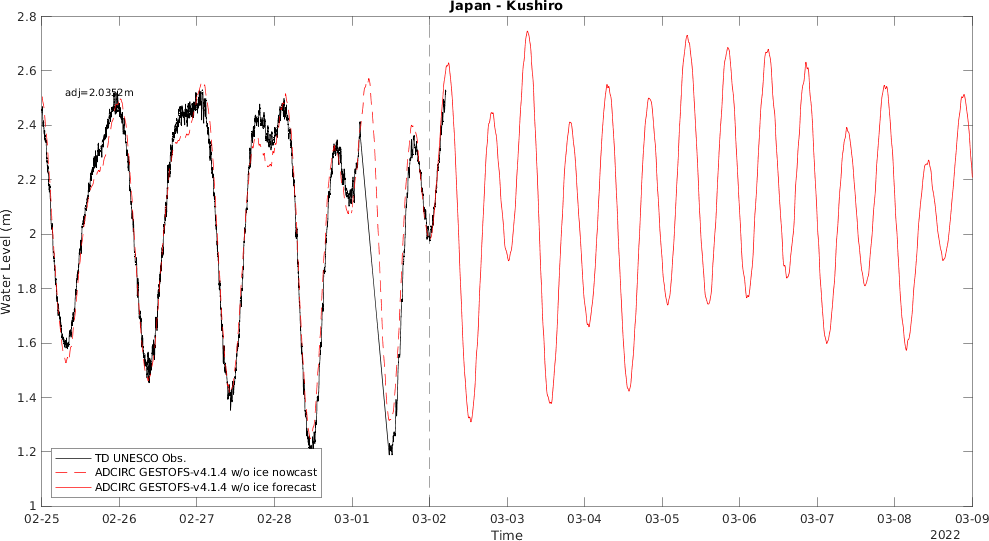 Japan - Kushiro
2.8
2.6
adj=2.0352m
2.4
2.2
2
1.8
1.6
1.4
1.2
1
Water Level (m)
TD UNESCO Obs.
ADCIRC GESTOFS-v4.1.4 w/o ice nowcast
ADCIRC GESTOFS-v4.1.4 w/o ice forecast
02-25 02-26 02-27 02-28 03-01 03-02 03-03 03-04 03-05 03-06 03-07 03-08 03-09
Time
2022